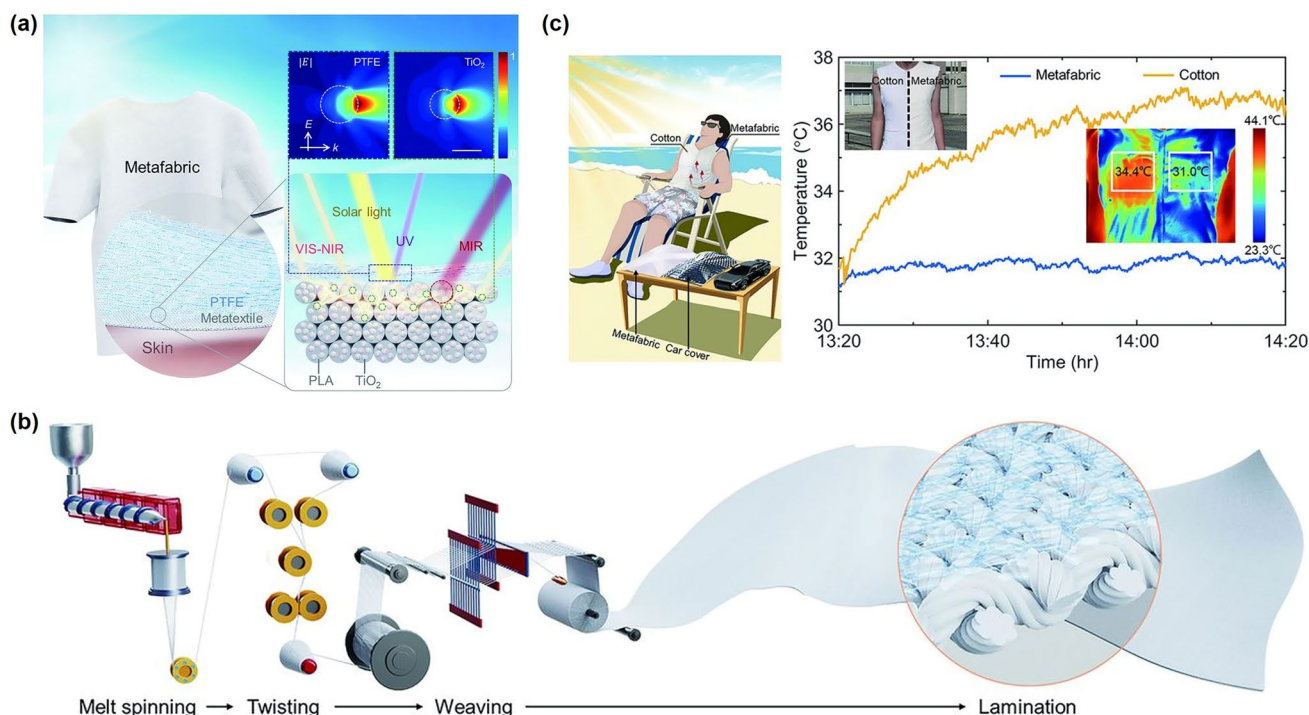 (a)
|E|
PTFE
TiO₂
1
0
E
k
Metafabric
Solar light
VIS-NIR
UV
MIR
PTFE
Metatextile
Skin
PLA
TiO₂
(c)
Cotton
Metafabric
Metafabric
Car cover
Temperature (°C)
38
36
34
32
30
Cotton
Metafabric
Metafabric
Cotton
34.4℃
31.0℃
44.1℃
23.3℃
13:20
13:40
14:00
14:20
Time (hr)
(b)
Melt spinning
Twisting
Weaving
Lamination